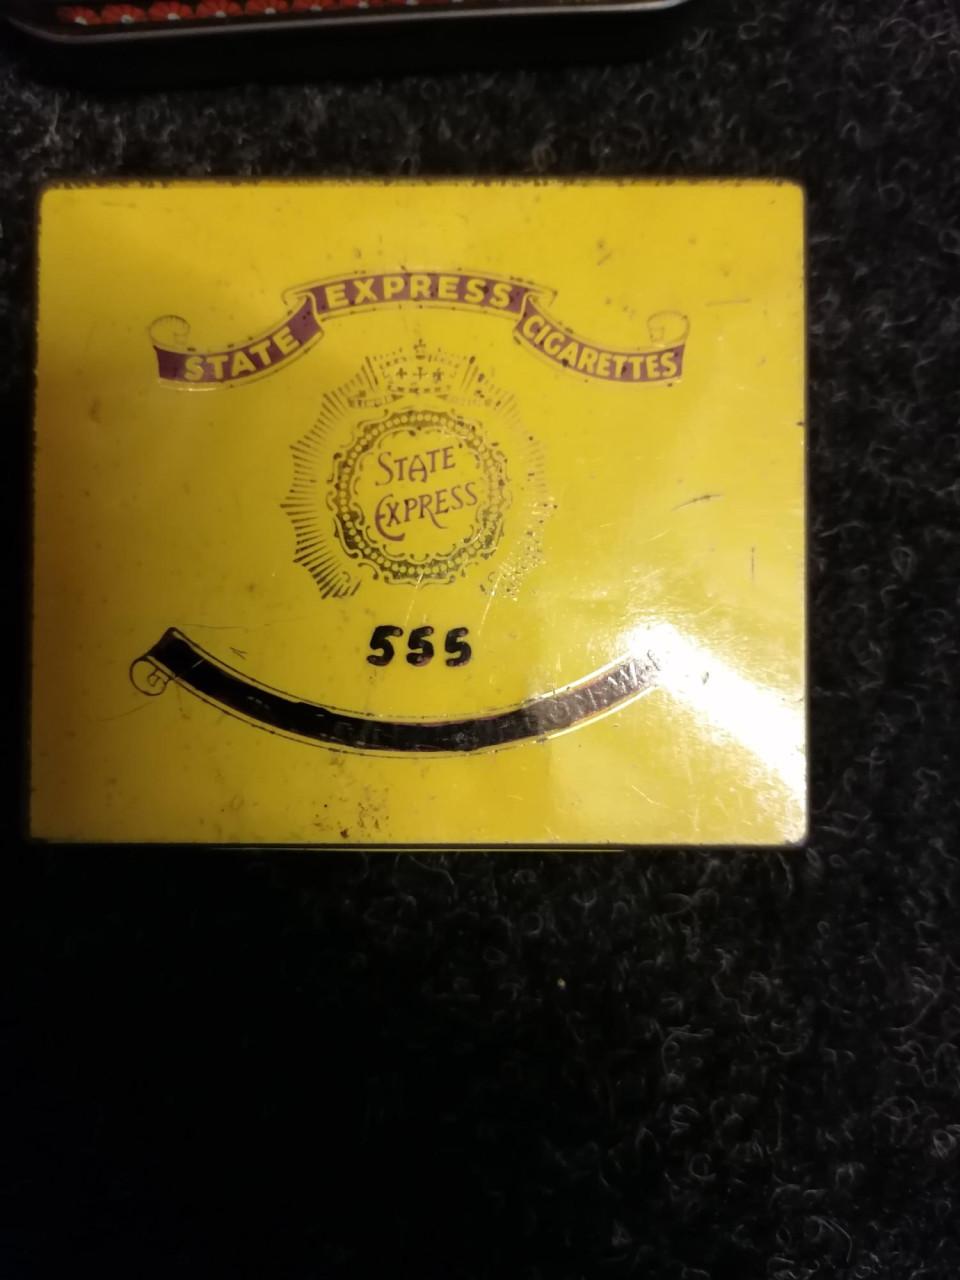 STATE EXPRESS CIGARETTES
STATE
EXPRESS
555